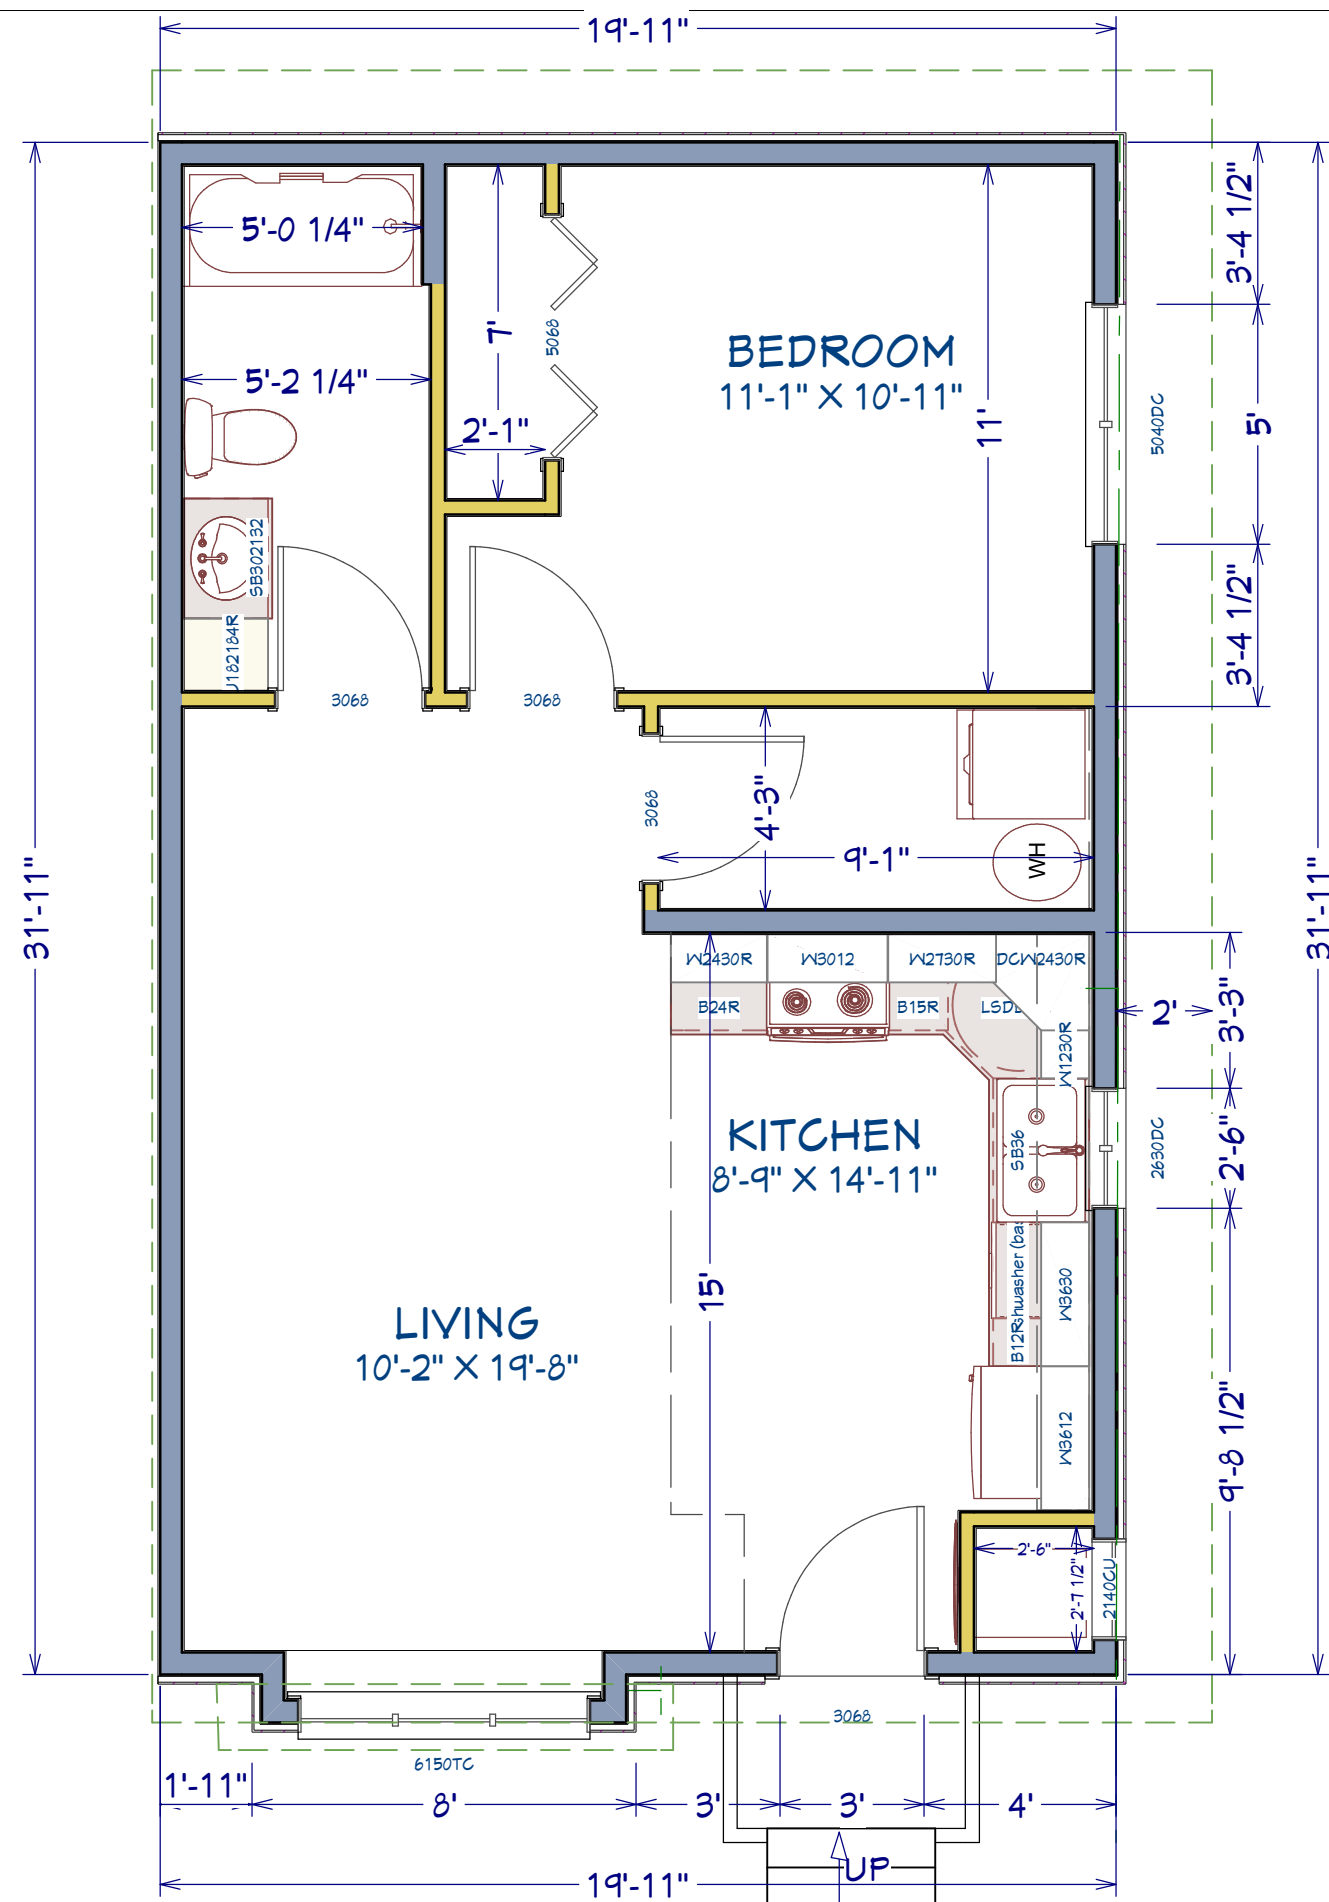 19'-11"
5'-0 1/4"
7'
3'-4 1/2"
5068
BEDROOM
11'-1" X 10'-11"
5'-2 1/4"
2'-1"
11'
5040DC
5'
SB302132
U182184R
3'-4 1/2"
3068
3068
3068
4'-3"
9'-1"
WH
31'-11"
31'-11"
W2430R
W3012
W2730R
DCW2430R
B24R
B15R
W1230R
2'
3'-3"
KITCHEN
8'-9" X 14'-11"
SB36
2630DC
2'-6"
15'
W3630
B12R
LIVING
10'-2" X 19'-8"
W3612
9'-8 1/2"
2'-6"
2'-7 1/2"
2140CU
3068
6150TC
1'-11"
8'
3'
3'
4'
UP
19'-11"